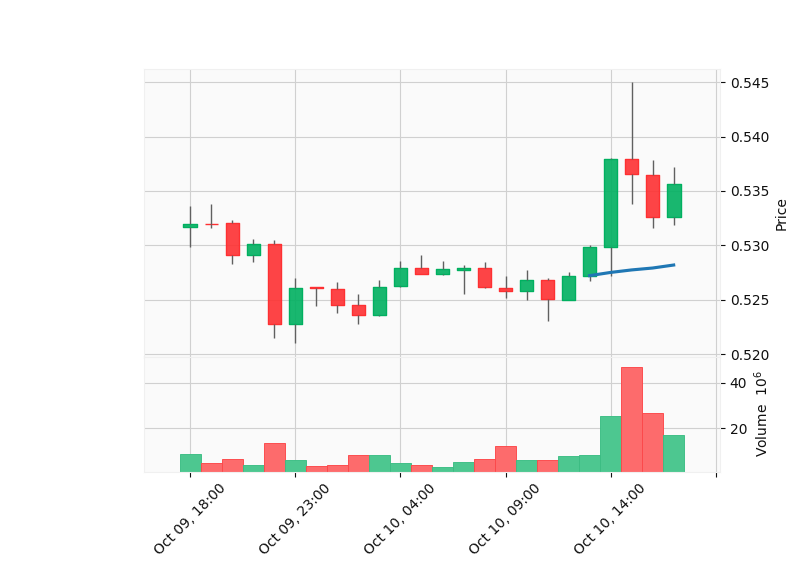 0.545
0.540
0.535
0.530
0.525
0.520
Price
40
20
Volume 10^6
Oct 09, 18:00
Oct 09, 23:00
Oct 10, 04:00
Oct 10, 09:00
Oct 10, 14:00